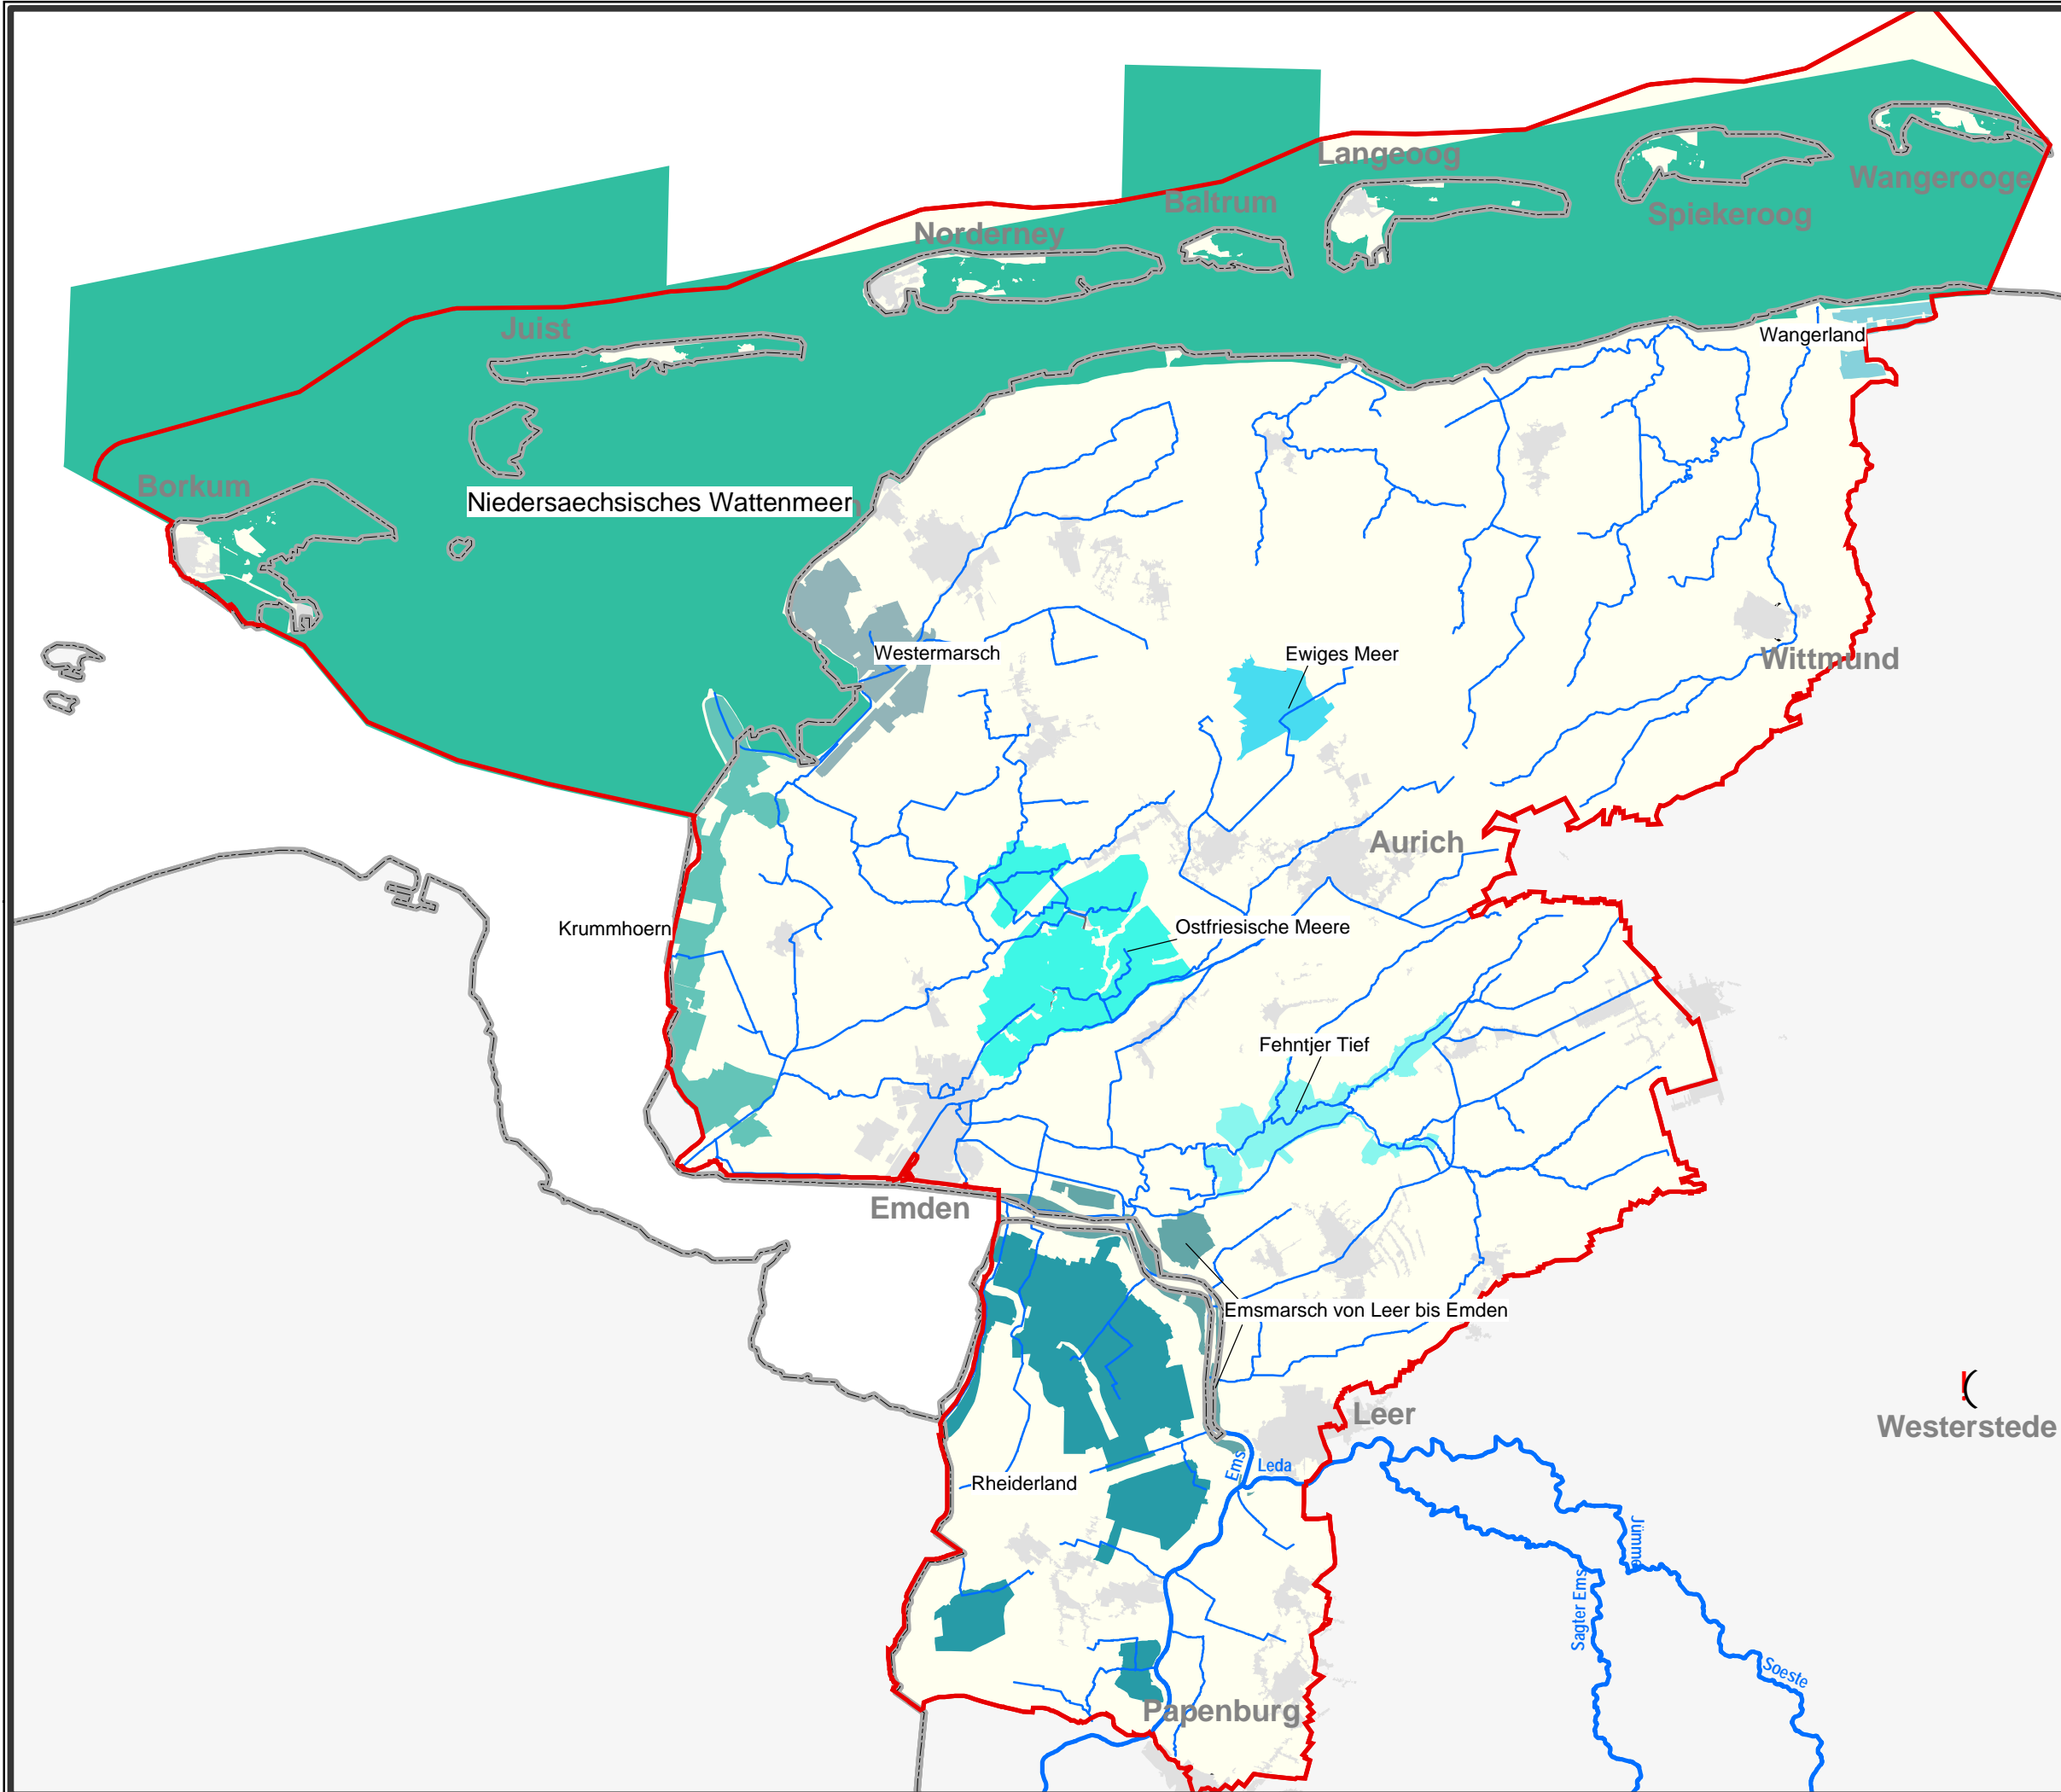 Langeoog
Wangerooge
Baltrum
Spiekeroog
Norderney
Juist
Wangerland
Borkum
Niedersaechsisches Wattenmeer
Westermarsch
Ewiges Meer
Wittmund
Aurich
Krummhoern
Ostfriesische Meere
Fehntjer Tief
Emden
Emsmarsch von Leer bis Emden
Leer
Westerstede
Ems
Leda
Rheiderland
Jümme
Sagter Ems
Soeste
Papenburg